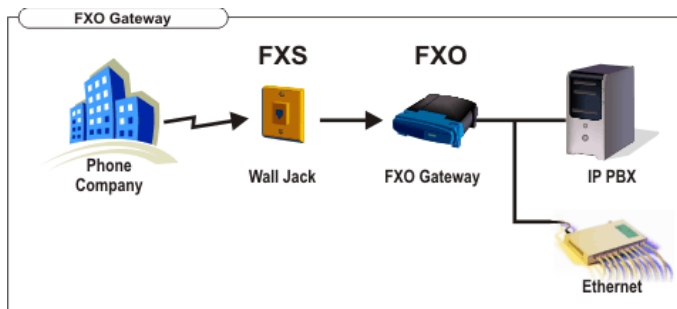 FXO Gateway
FXS
FXO
Phone
Company
Wall Jack
FXO Gateway
IP PBX
Ethernet